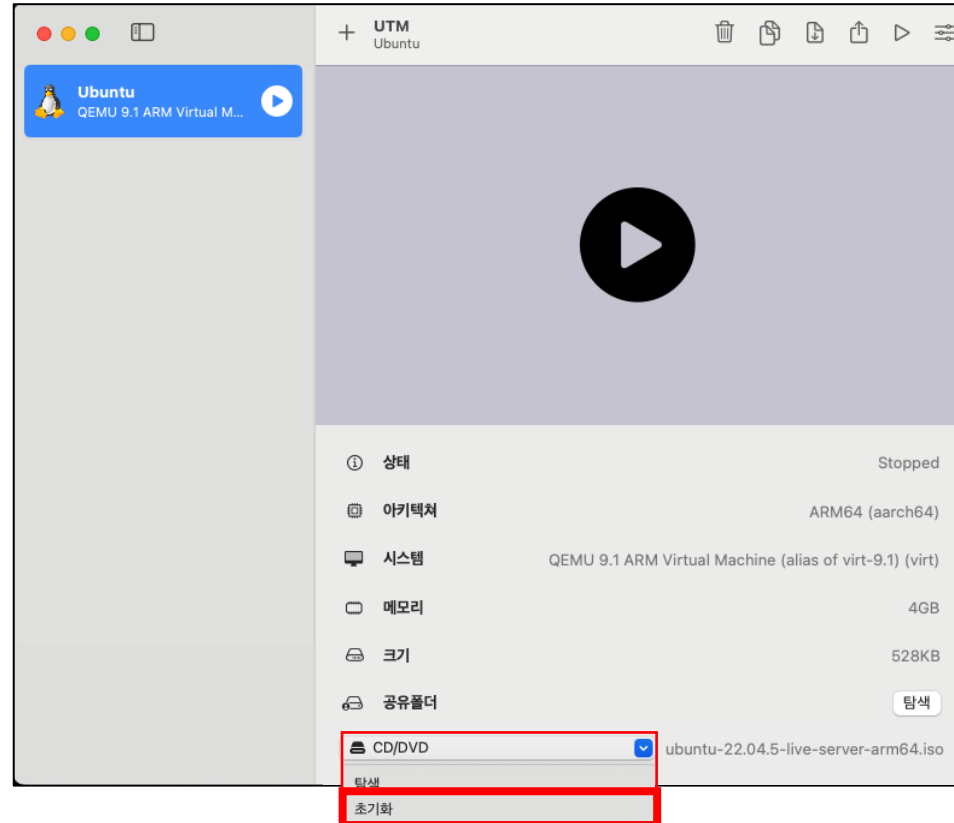 UTM
Ubuntu
Ubuntu
QEMU 9.1 ARM Virtual M...
상태 Stopped
아키텍쳐 ARM64 (aarch64)
시스템 QEMU 9.1 ARM Virtual Machine (alias of virt-9.1) (virt)
메모리 4GB
크기 528KB
공유폴더 탐색
CD/DVD ubuntu-22.04.5-live-server-arm64.iso
탐색
초기화